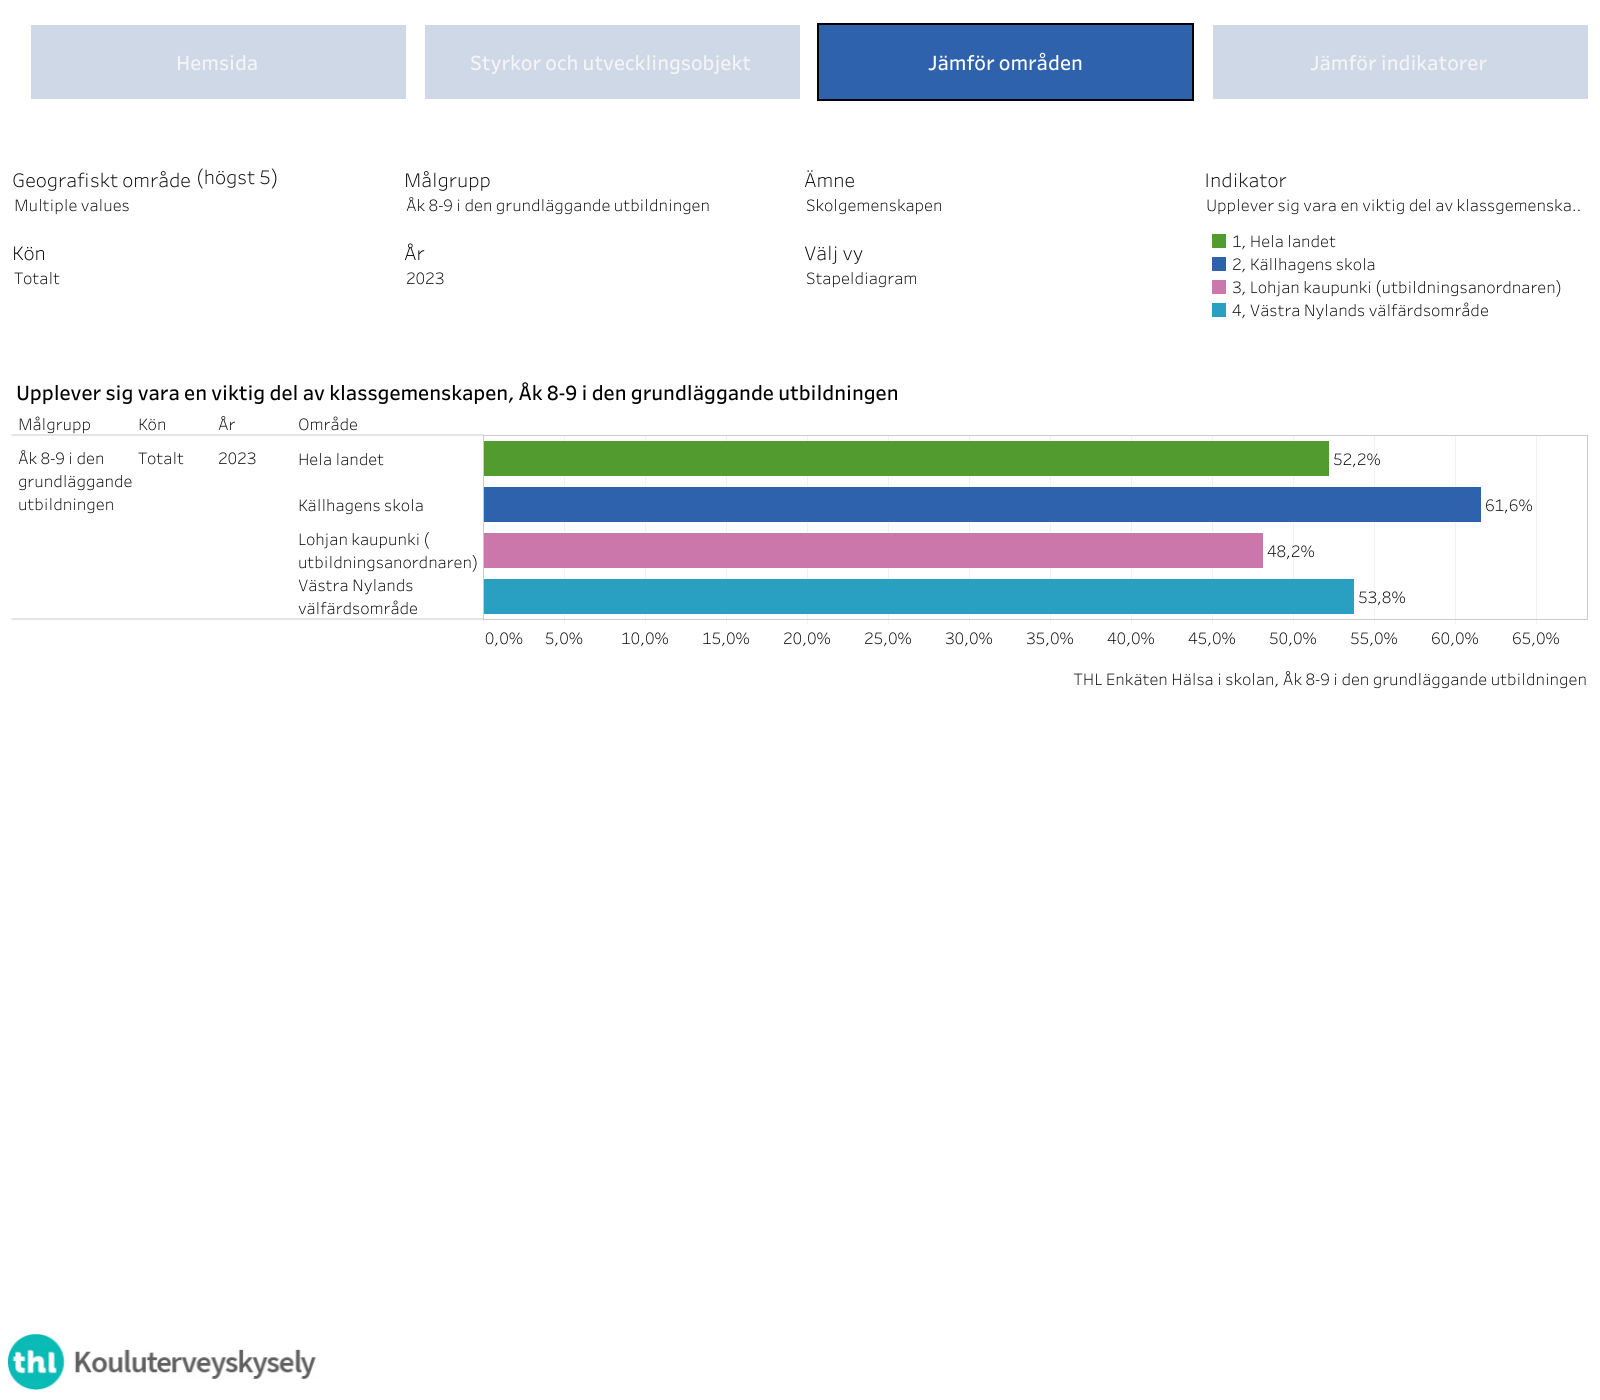 Hemsida
Styrkor och utvecklingsobjekt
Jämför områden
Jämför indikatorer
Geografiskt område (högst 5)
Multiple values
Målgrupp
Åk 8-9 i den grundläggande utbildningen
Ämne
Skolgemenskapen
Indikator
Upplever sig vara en viktig del av klassgemenska..
Kön
Totalt
År
2023
Välj vy
Stapeldiagram
1, Hela landet
2, Källhagens skola
3, Lohjan kaupunki (utbildningsanordnaren)
4, Västra Nylands välfärdsområde
Upplever sig vara en viktig del av klassgemenskapen, Åk 8-9 i den grundläggande utbildningen
Målgrupp Kön År Område
Åk 8-9 i den
grundläggande
utbildningen
Totalt
2023
Hela landet
52,2%
Källhagens skola
61,6%
Lohjan kaupunki (
utbildningsanordnaren)
48,2%
Västra Nylands
välfärdsområde
53,8%
0,0% 5,0% 10,0% 15,0% 20,0% 25,0% 30,0% 35,0% 40,0% 45,0% 50,0% 55,0% 60,0% 65,0%
THL Enkäten Hälsa i skolan, Åk 8-9 i den grundläggande utbildningen
thl Kouluterveyskysely